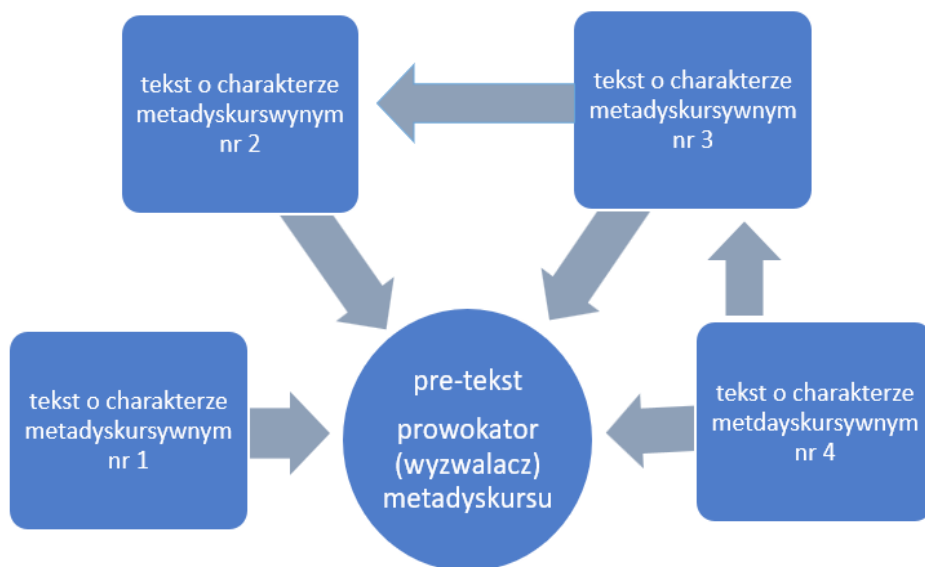 tekst o charakterze
metadyskurswynym
nr 2
tekst o charakterze
metadyskursywnym
nr 3
tekst o charakterze
metadyskursywnym
nr 1
pre-tekst
prowokator
(wyzwalacz)
metadyskursu
tekst o charakterze
metdayskursywnym
nr 4